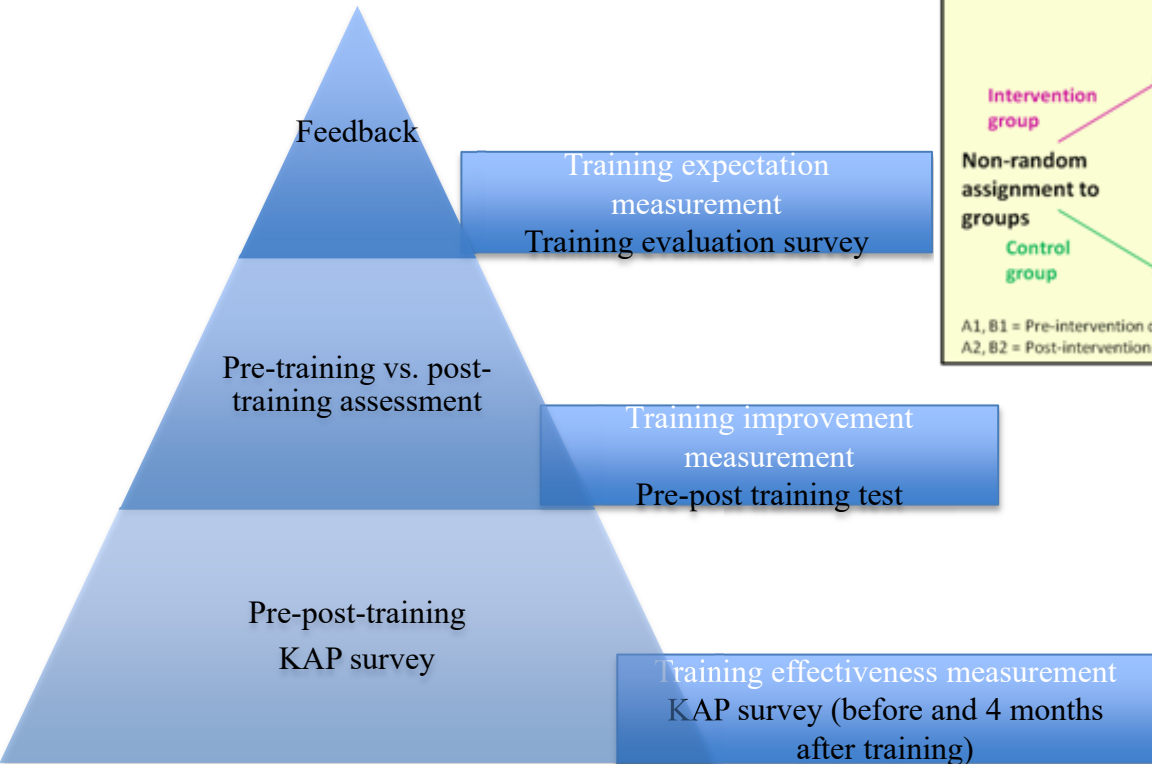 Feedback
Training expectation
measurement
Training evaluation survey
Pre-training vs. post-
training assessment
Training improvement
measurement
Pre-post training test
Pre-post-training
KAP survey
Training effectiveness measurement
KAP survey (before and 4 months
after training)
Intervention
group
Non-random
assignment to
groups
Control
group
A1, B1 = Pre-intervention
A2, B2 = Post-intervention